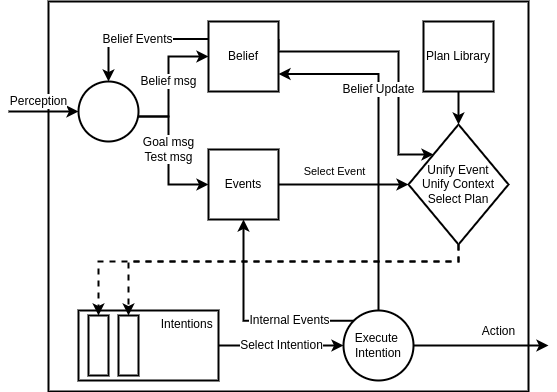 Belief Events
Belief
Plan Library
Belief msg
Belief Update
Perception
Goal msg
Test msg
Select Event
Unify Event
Unify Context
Select Plan
Events
Internal Events
Intentions
Select Intention
Execute
Intention
Action